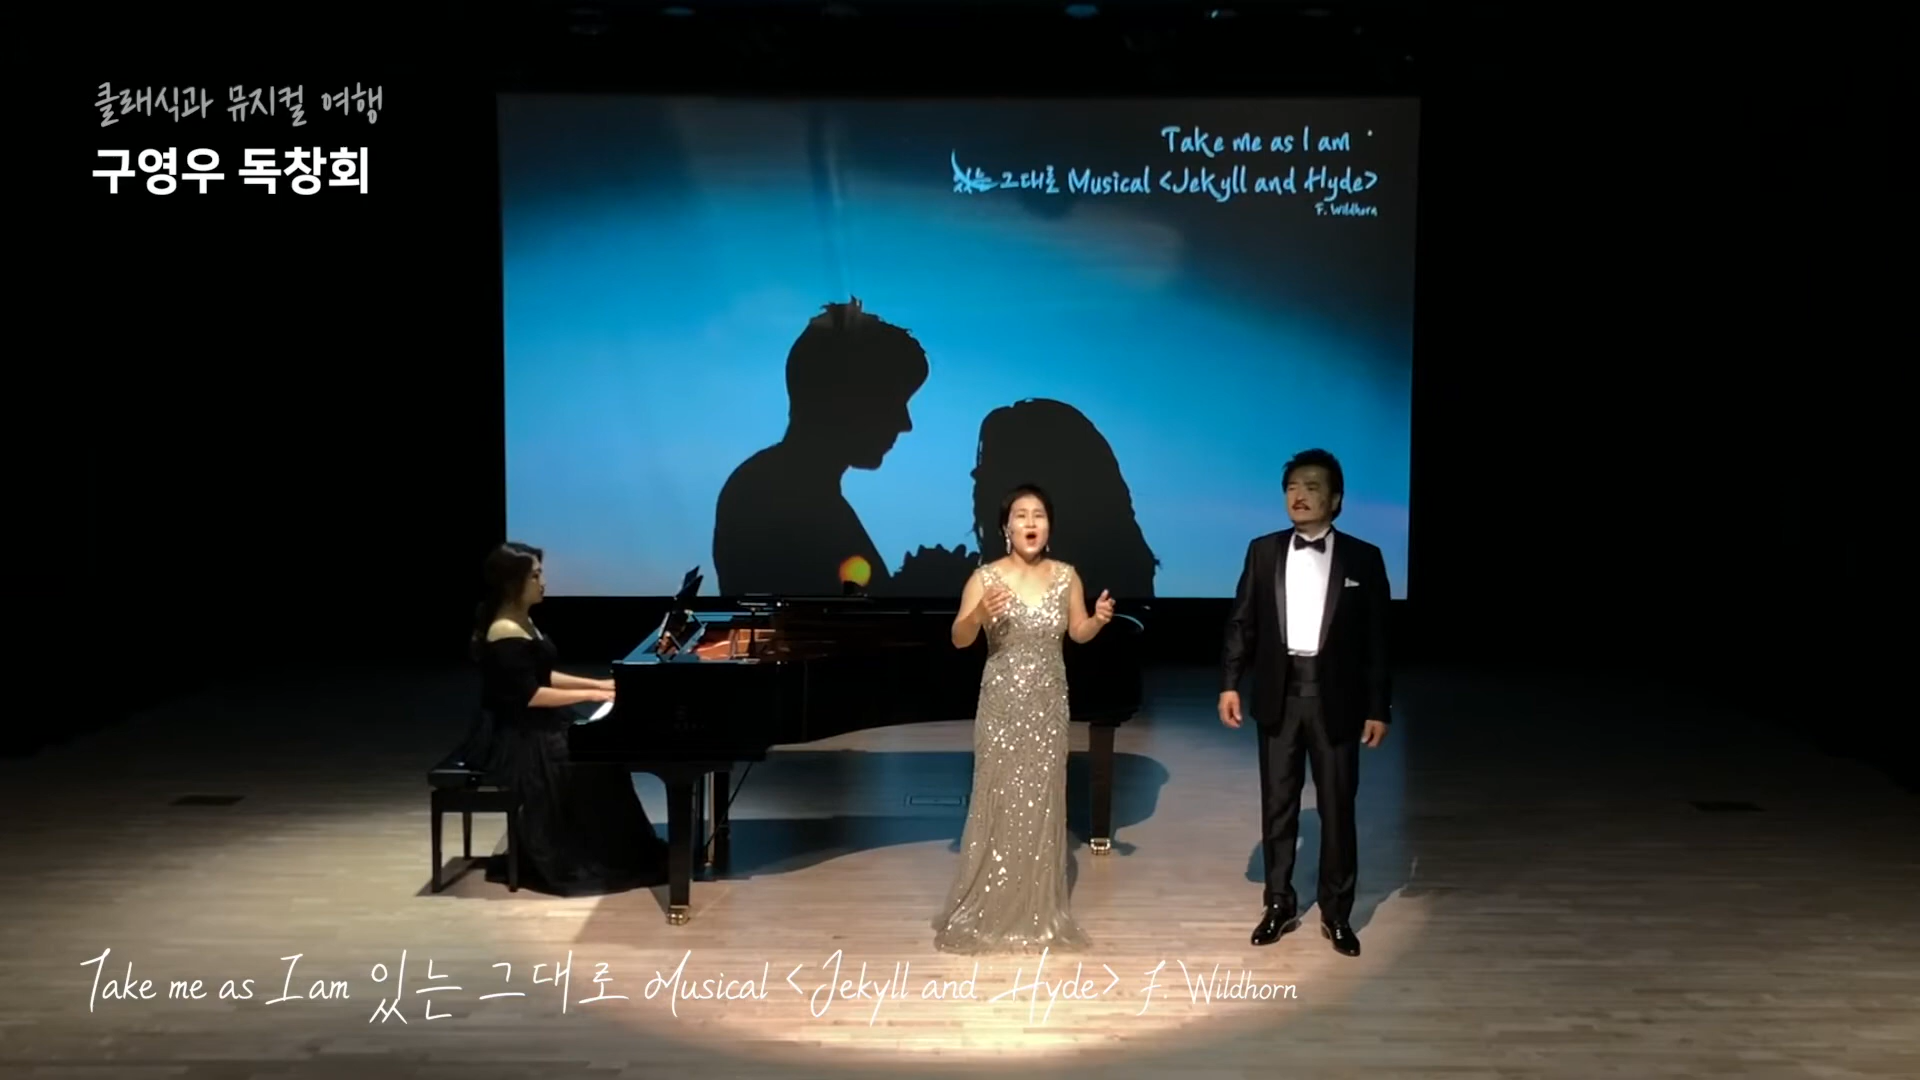 클래식과 뮤지컬 여행
구영우 독창회
Take me as I am
있는 그대로 Musical <Jekyll and Hyde>
F. Wildhorn
Take me as I am 있는 그대로 Musical <Jekyll and Hyde> F. Wildhorn